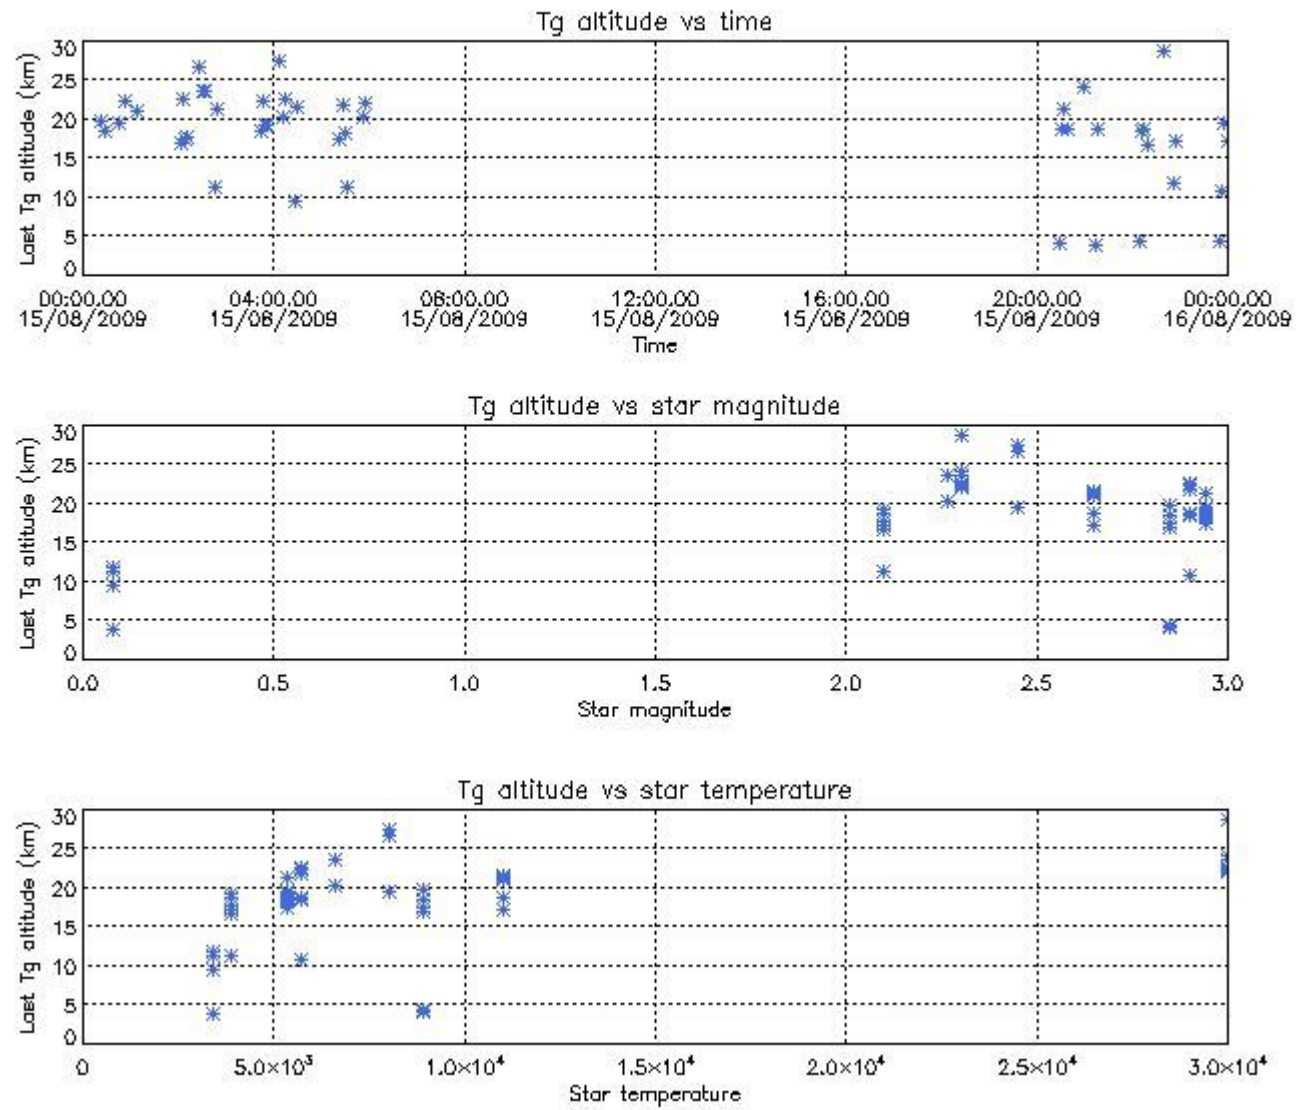 Tg altitude vs time
Last Tg altitude (km)
30
25
20
15
10
5
0
00:00.00 04:00.00 08:00.00 12:00.00 16:00.00 20:00.00 00:00.00
15/08/2009 15/08/2009 15/08/2009 15/08/2009 15/08/2009 15/08/2009 16/08/2009
Time
Tg altitude vs star magnitude
Last Tg altitude (km)
30
25
20
15
10
5
0
0.0 0.5 1.0 1.5 2.0 2.5 3.0
Star magnitude
Tg altitude vs star temperature
Last Tg altitude (km)
30
25
20
15
10
5
0
0 5.0×10³ 1.0×10⁴ 1.5×10⁴ 2.0×10⁴ 2.5×10⁴ 3.0×10⁴
Star temperature